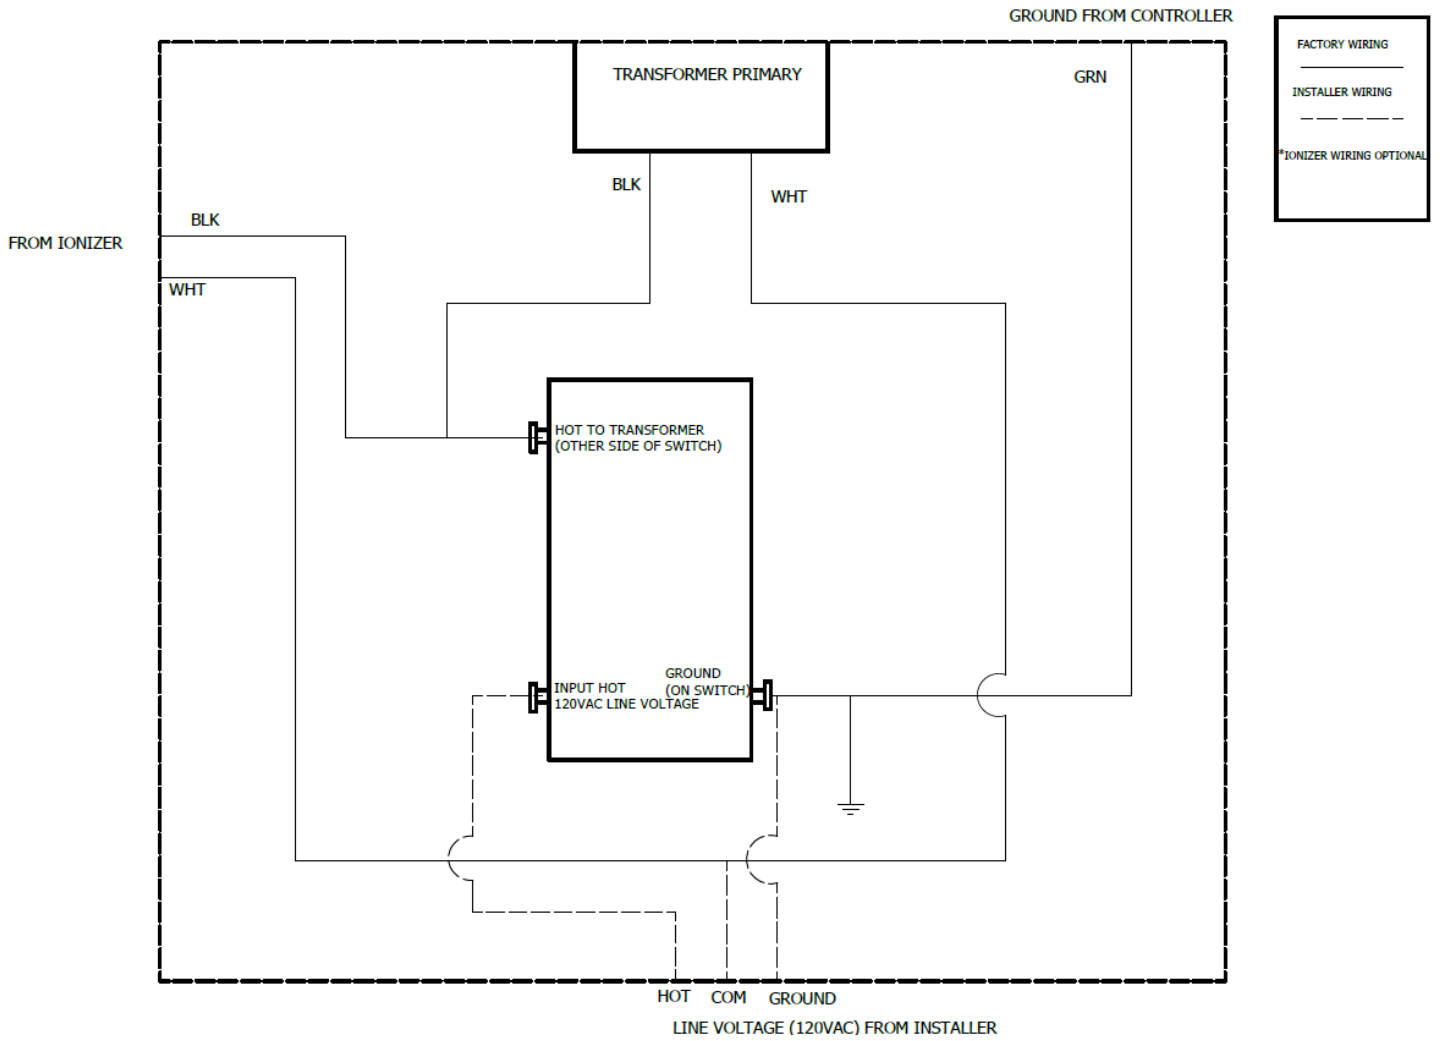 GROUND FROM CONTROLLER
FACTORY WIRING
TRANSFORMER PRIMARY
GRN
INSTALLER WIRING
*IONIZER WIRING OPTIONAL
BLK
WHT
BLK
FROM IONIZER
WHT
HOT TO TRANSFORMER
(OTHER SIDE OF SWITCH)
GROUND
(ON SWITCH)
INPUT HOT
120VAC LINE VOLTAGE
HOT
COM
GROUND
LINE VOLTAGE (120VAC) FROM INSTALLER